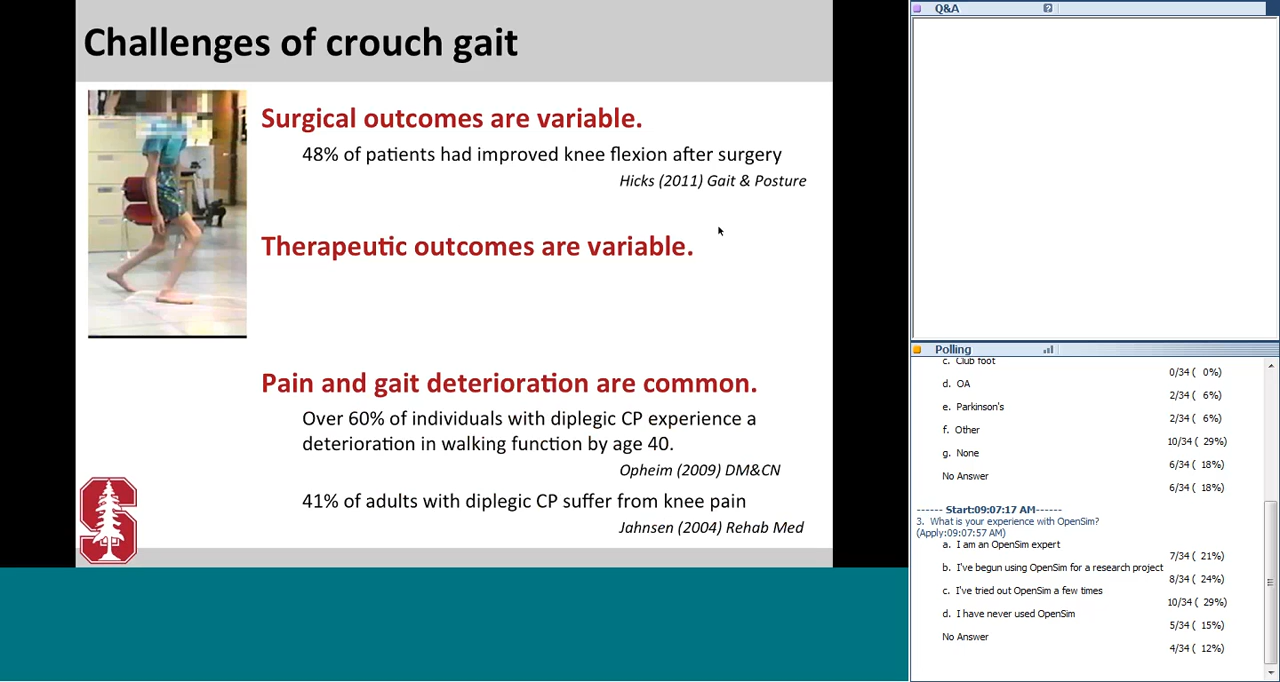 Challenges of crouch gait
Surgical outcomes are variable.
48% of patients had improved knee flexion after surgery
Hicks (2011) Gait & Posture
Therapeutic outcomes are variable.
Pain and gait deterioration are common.
Over 60% of individuals with diplegic CP experience a
deterioration in walking function by age 40.
Opheim (2009) DM&CN
41% of adults with diplegic CP suffer from knee pain
Jahnsen (2004) Rehab Med
Q&A
Polling
c. Club foot
0/34 ( 0%)
d. OA
2/34 ( 6%)
e. Parkinson's
2/34 ( 6%)
f. Other
10/34 ( 29%)
g. None
6/34 ( 18%)
No Answer
6/34 ( 18%)
------ Start:09:07:17 AM------
3. What is your experience with OpenSim?
(Apply:09:07:57 AM)
a. I am an OpenSim expert
7/34 ( 21%)
b. I've begun using OpenSim for a research project
8/34 ( 24%)
c. I've tried out OpenSim a few times
10/34 ( 29%)
d. I have never used OpenSim
5/34 ( 15%)
No Answer
4/34 ( 12%)